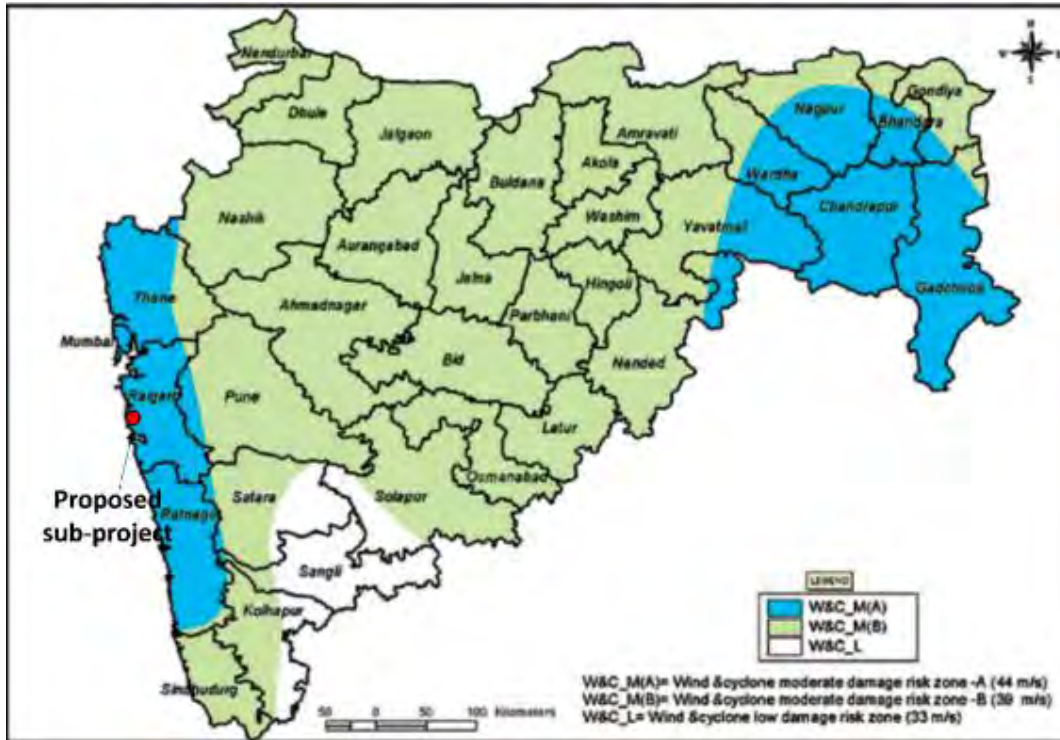 N
W
E
S
Nandurbar
Dhule
Jalgaon
Nashik
Buldana
Akola
Amravati
Washim
Nagpur
Bhandara
Gondiya
Wardha
Yavatmal
Chandrapur
Gadchiroli
Aurangabad
Jalna
Hingoli
Parbhani
Nanded
Thane
Ahmadnagar
Mumbai
Bid
Raigarh
Pune
Latur
Osmanabad
Satara
Solapur
Proposed
sub-project
Sangli
Kolhapur
Sindhudurg
LEGEND
W&C_M(A)
W&C_M(B)
W&C_L
50 0 50 100 Kilometers
W&C_M(A)= Wind &cyclone moderate damage risk zone -A (44 m/s)
W&C_M(B)= Wind &cyclone moderate damage risk zone -B (39 m/s)
W&C_L= Wind &cyclone low damage risk zone (33 m/s)